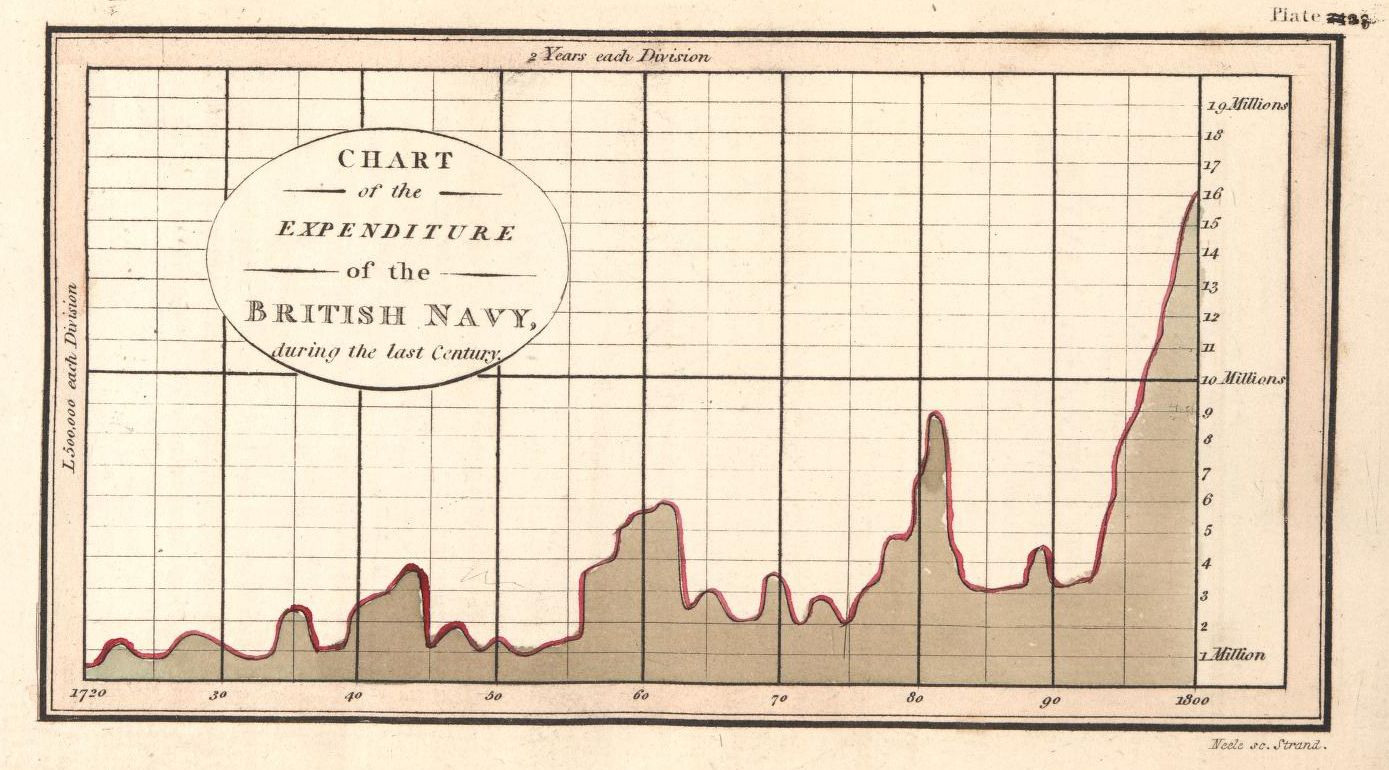 Plate
2 Years each Division
CHART
of the
EXPENDITURE
of the
BRITISH NAVY,
during the last Century.
L500,000 each Division
19 Millions
18
17
16
15
14
13
12
11
10 Millions
9
8
7
6
5
4
3
2
1 Million
1720 30 40 50 60 70 80 90 1800
Neele sc. Strand.